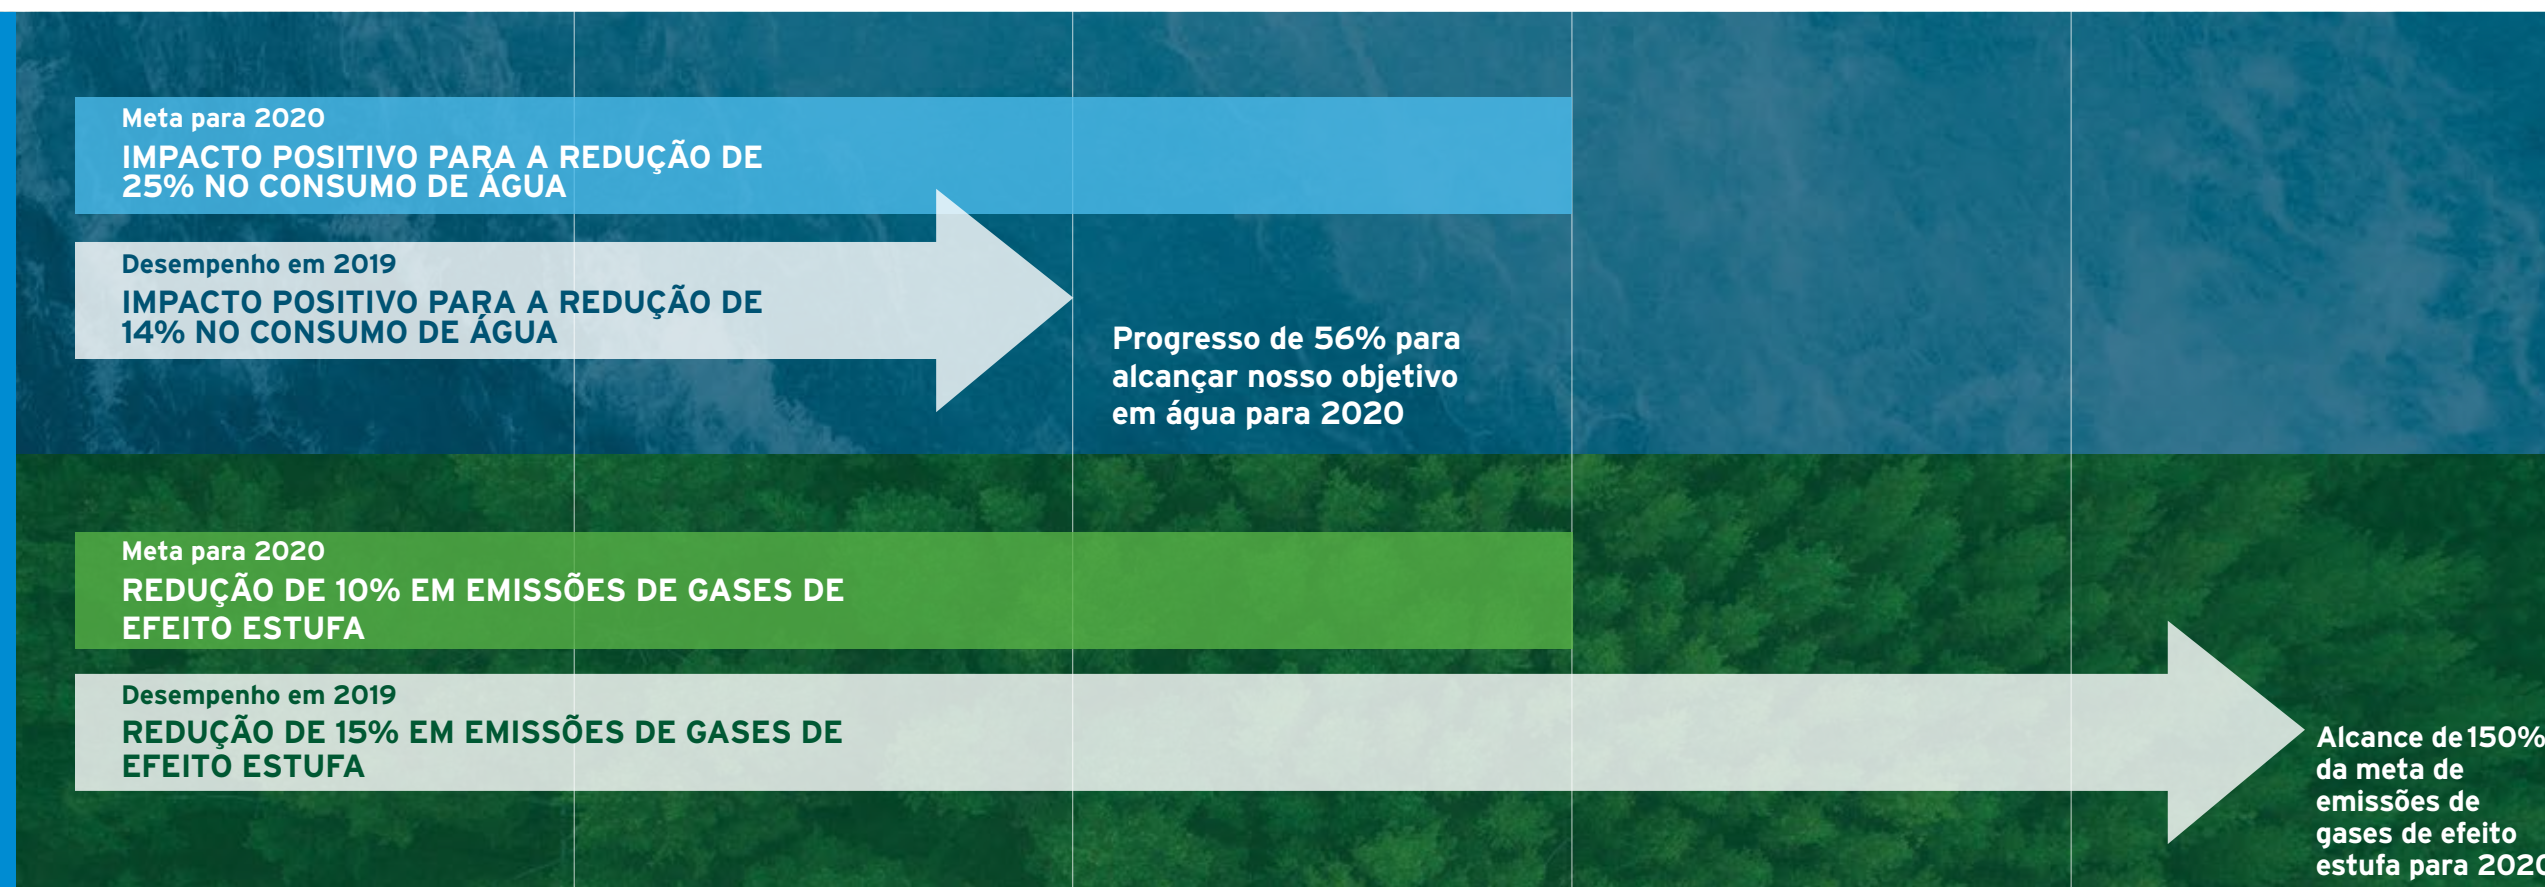 Meta para 2020
IMPACTO POSITIVO PARA A REDUÇÃO DE
25% NO CONSUMO DE ÁGUA
Desempenho em 2019
IMPACTO POSITIVO PARA A REDUÇÃO DE
14% NO CONSUMO DE ÁGUA
Progresso de 56% para
alcançar nosso objetivo
em água para 2020
Meta para 2020
REDUÇÃO DE 10% EM EMISSÕES DE GASES DE
EFEITO ESTUFA
Desempenho em 2019
REDUÇÃO DE 15% EM EMISSÕES DE GASES DE
EFEITO ESTUFA
Alcance de 150%
da meta de
emissões de
gases de efeito
estufa para 2020